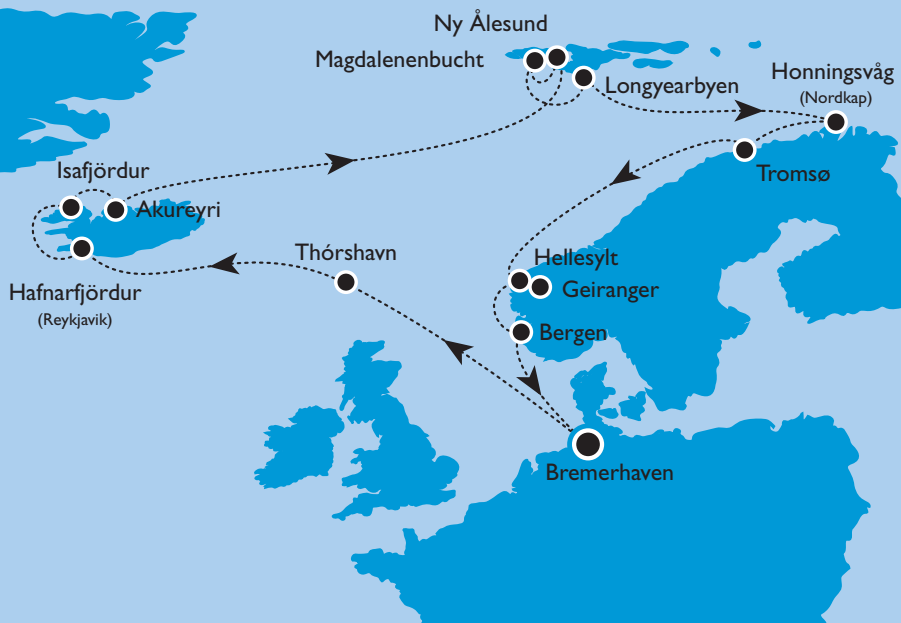 Ny Ålesund
Magdalenenbucht
Longyearbyen
Honningsvåg
(Nordkap)
Tromsø
Isafjördur
Akureyri
Thórshavn
Hafnarfjördur
(Reykjavik)
Hellesylt
Geiranger
Bergen
Bremerhaven